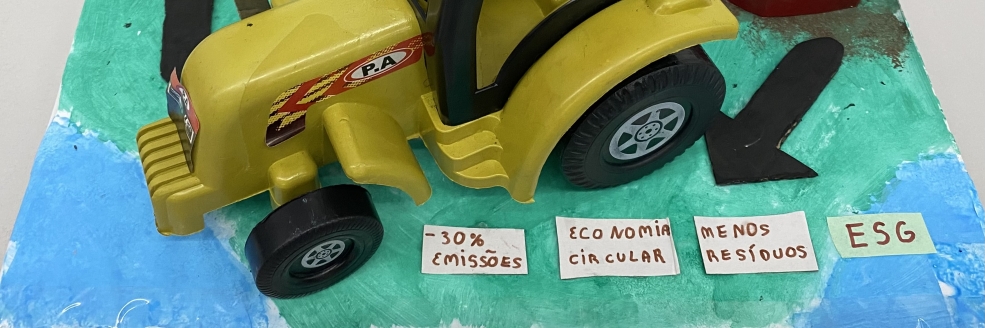 P.A
-30%
EMISSÕES
ECONOMIA
CIRCULAR
MENOS
RESÍDUOS
ESG